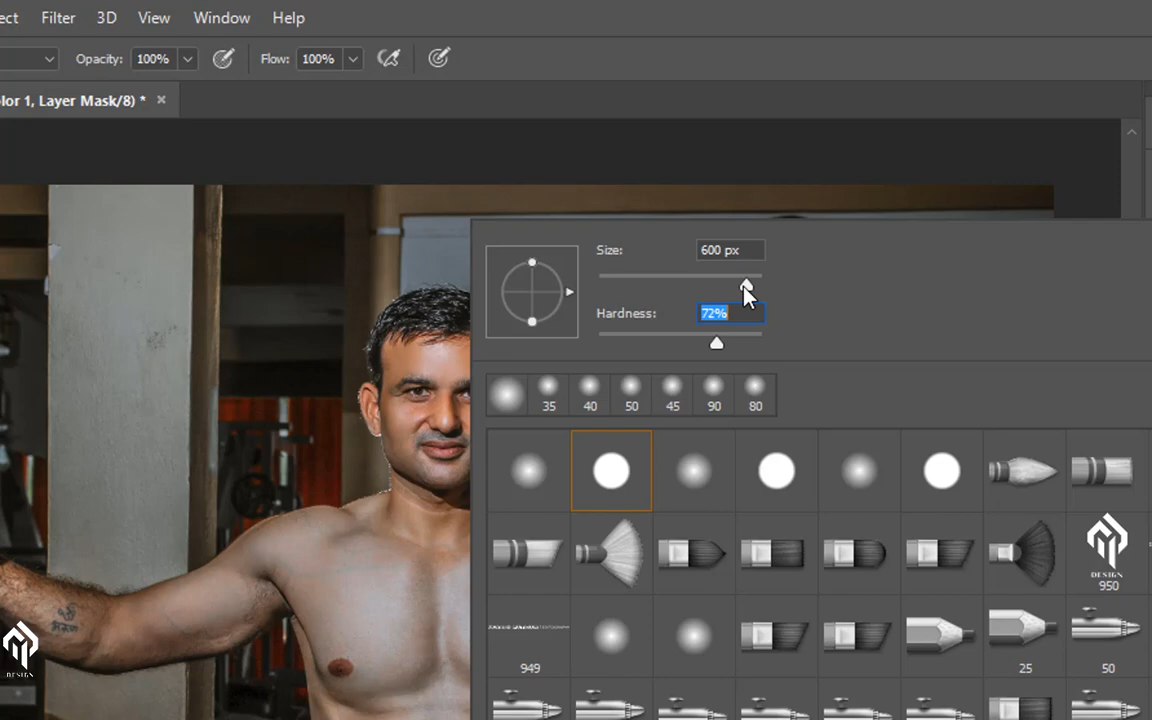 ect Filter 3D View Window Help
Opacity: 100% Flow: 100%
olor 1, Layer Mask/8) * ×
Size: 600 px
Hardness: 72%
35 40 50 45 90 80
DESIGN
950
949 25 50
DESIGN